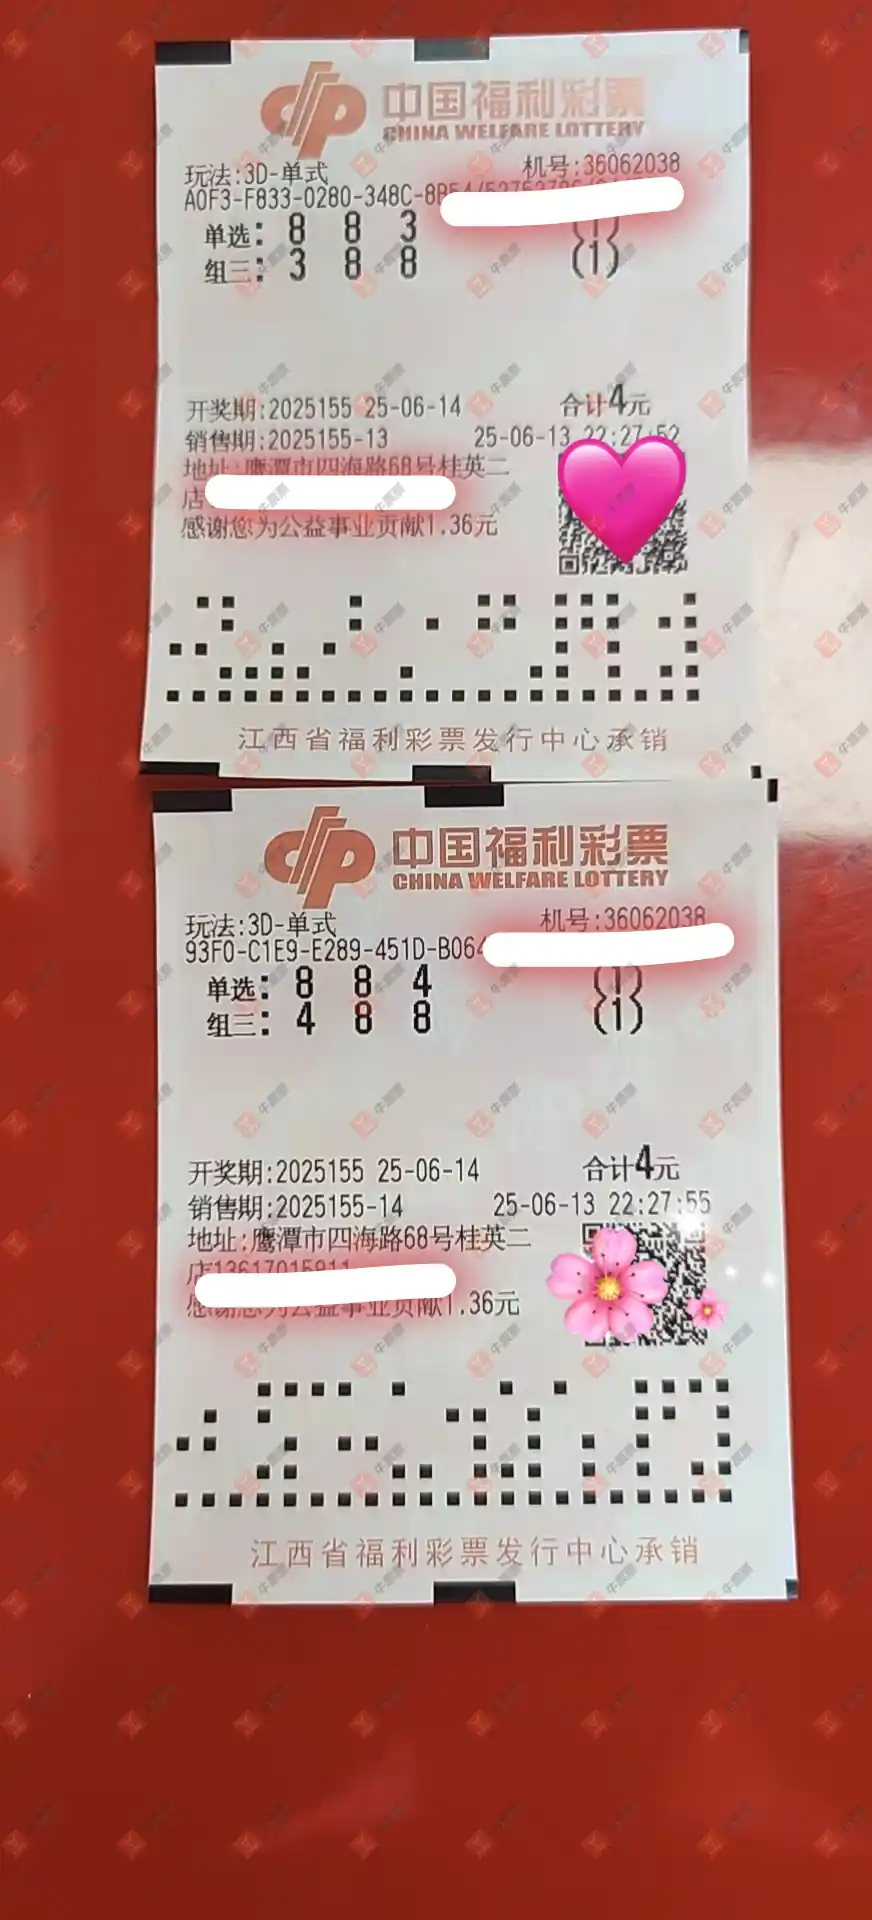 中国福利彩票
CHINA WELFARE LOTTERY
玩法:3D-单式 机号:36062038
A0F3-F833-0280-348C-8B54/
单选: 8 8 3 (1)
组三: 3 8 8 (1)
开奖期:2025155 25-06-14 合计4元
销售期:2025155-13 25-06-13 22:27:52
地址:鹰潭市四海路68号桂英二
店
感谢您为公益事业贡献1.36元
江西省福利彩票发行中心承销
中国福利彩票
CHINA WELFARE LOTTERY
玩法:3D-单式 机号:36062038
93F0-C1E9-E289-451D-B064
单选: 8 8 4 (1)
组三: 4 8 8 (1)
开奖期:2025155 25-06-14 合计4元
销售期:2025155-14 25-06-13 22:27:55
地址:鹰潭市四海路68号桂英二
店
感谢您为公益事业贡献1.36元
江西省福利彩票发行中心承销